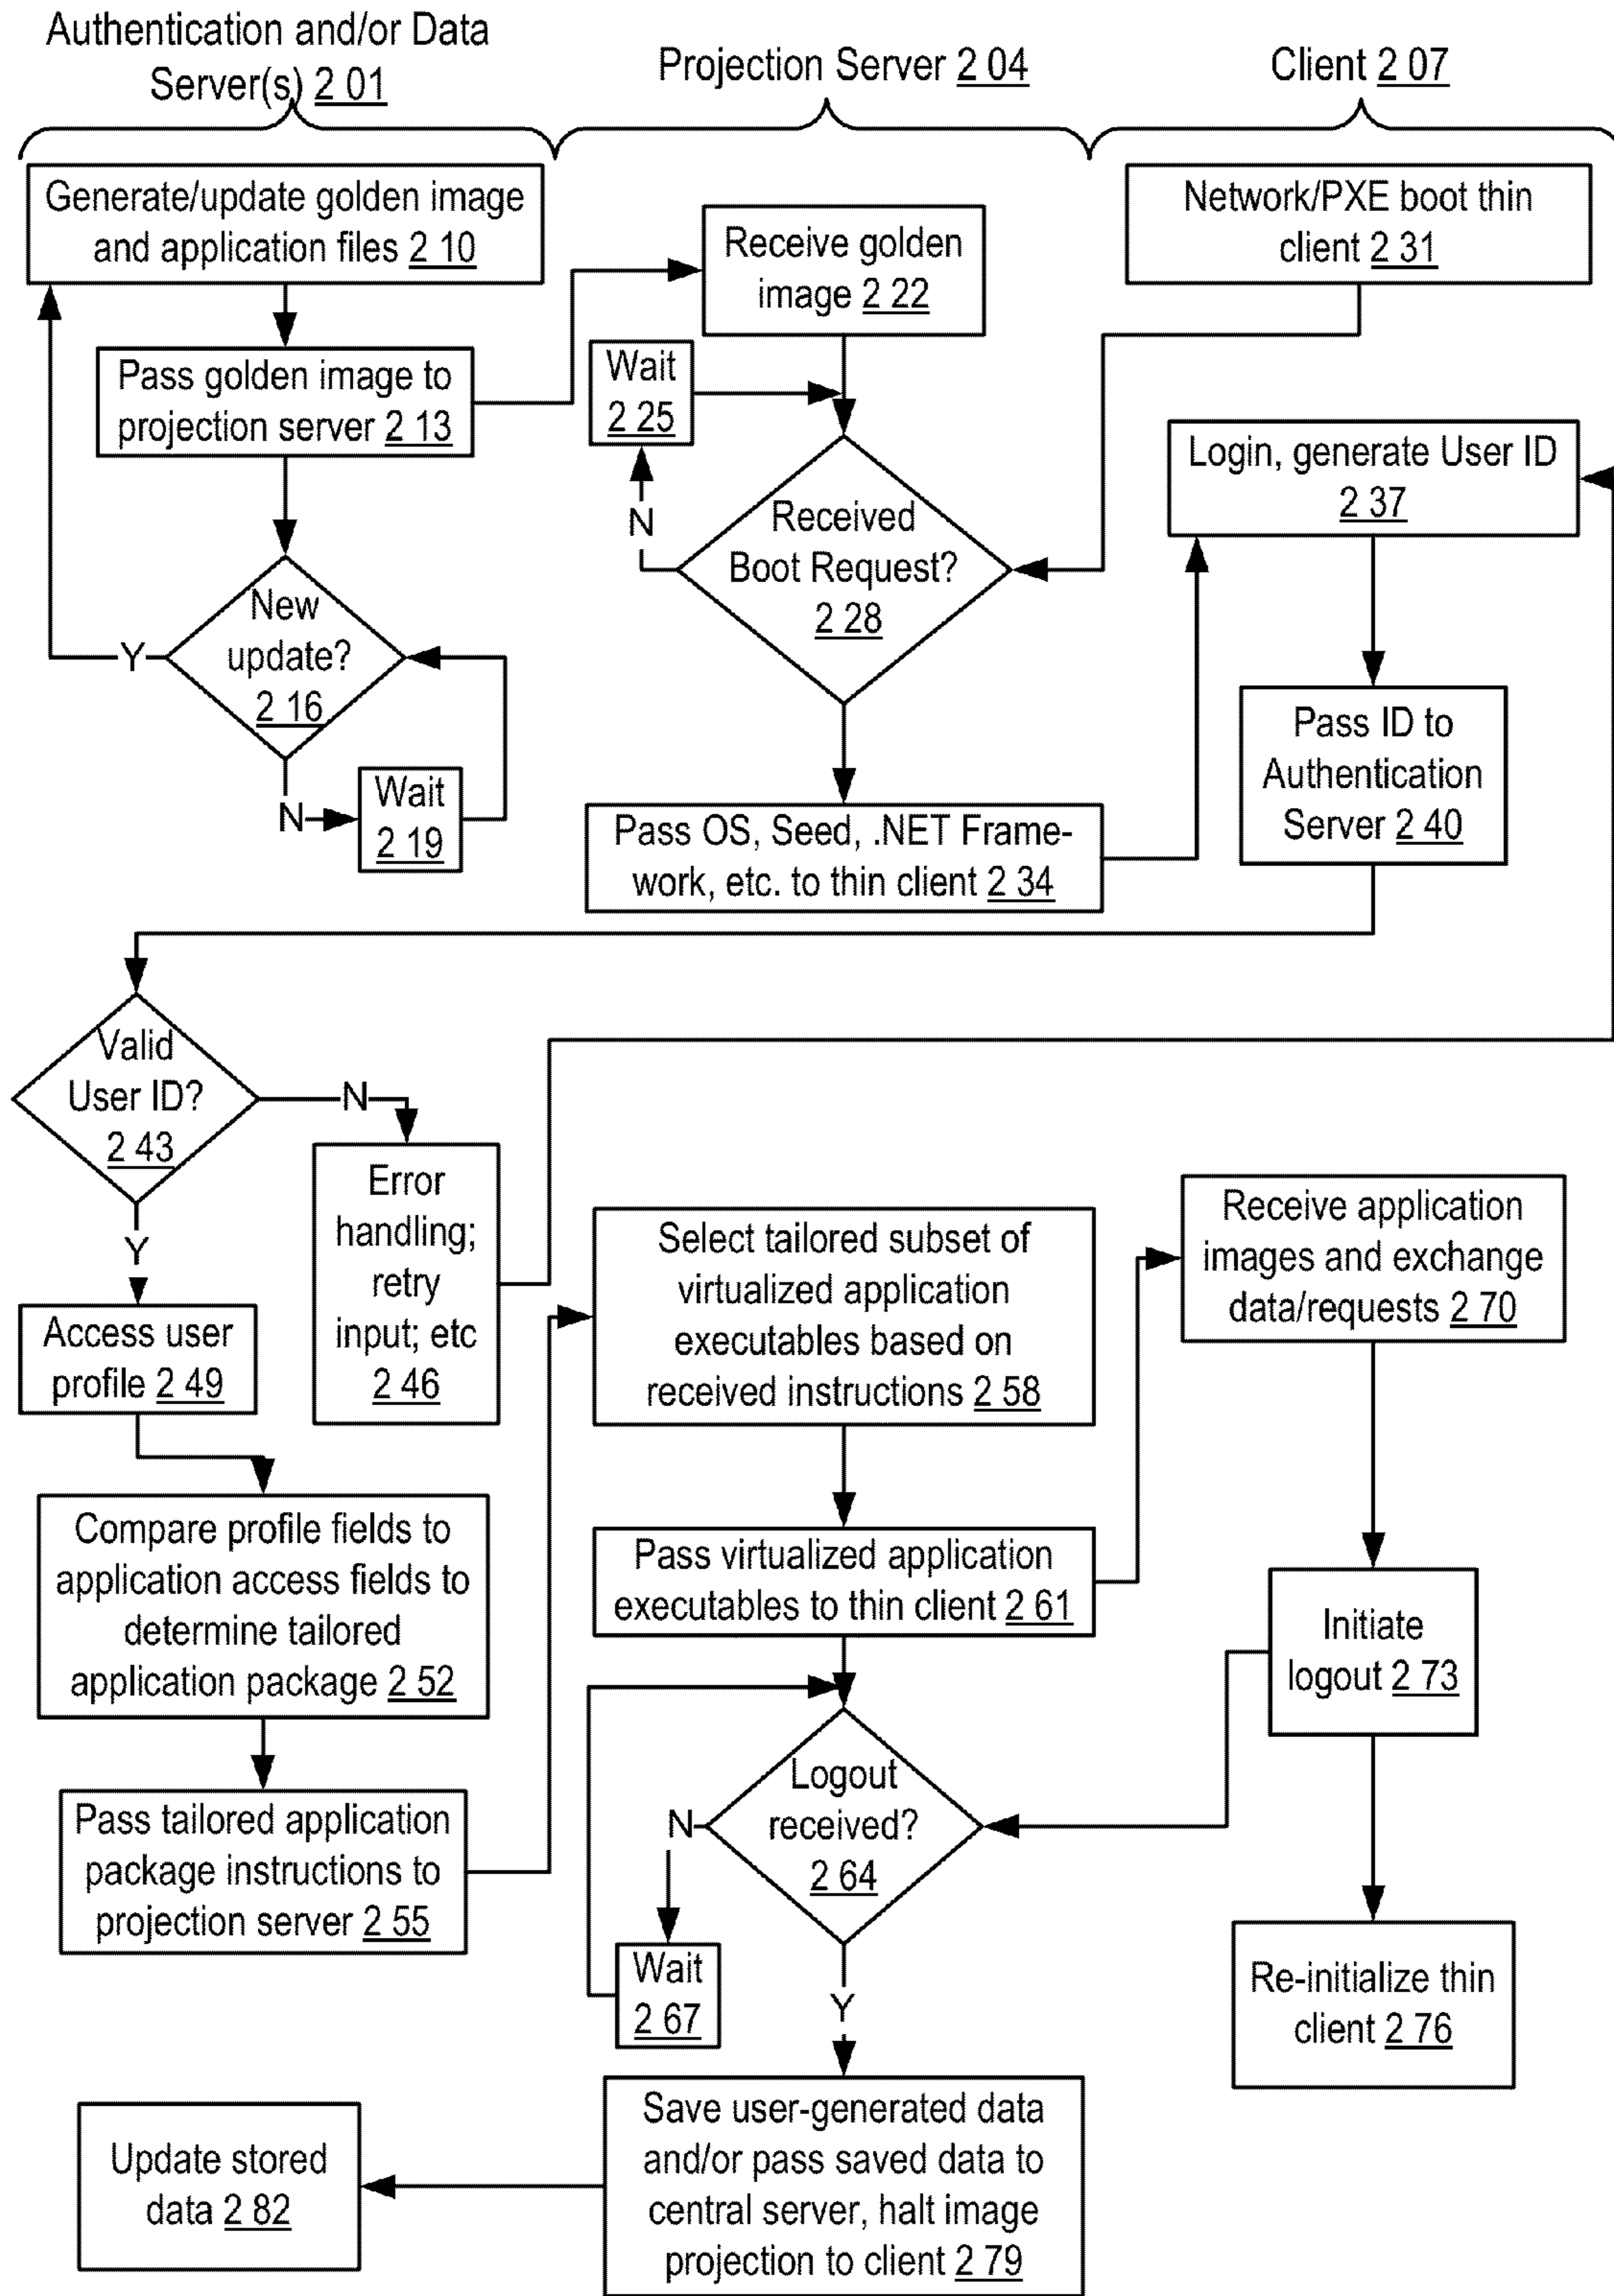 Authentication and/or Data
Server(s) 2 01
Projection Server 2 04
Client 2 07
Generate/update golden image
and application files 2 10
Pass golden image to
projection server 2 13
New
update?
2 16
Y
N
Wait
2 19
Receive golden
image 2 22
Wait
2 25
N
Received
Boot Request?
2 28
Pass OS, Seed, .NET Frame-
work, etc. to thin client 2 34
Network/PXE boot thin
client 2 31
Login, generate User ID
2 37
Pass ID to
Authentication
Server 2 40
Valid
User ID?
2 43
N
Y
Error
handling;
retry
input; etc
2 46
Access user
profile 2 49
Compare profile fields to
application access fields to
determine tailored
application package 2 52
Pass tailored application
package instructions to
projection server 2 55
Select tailored subset of
virtualized application
executables based on
received instructions 2 58
Pass virtualized application
executables to thin client 2 61
Logout
received?
2 64
N
Wait
2 67
Y
Receive application
images and exchange
data/requests 2 70
Initiate
logout 2 73
Re-initialize thin
client 2 76
Save user-generated data
and/or pass saved data to
central server, halt image
projection to client 2 79
Update stored
data 2 82